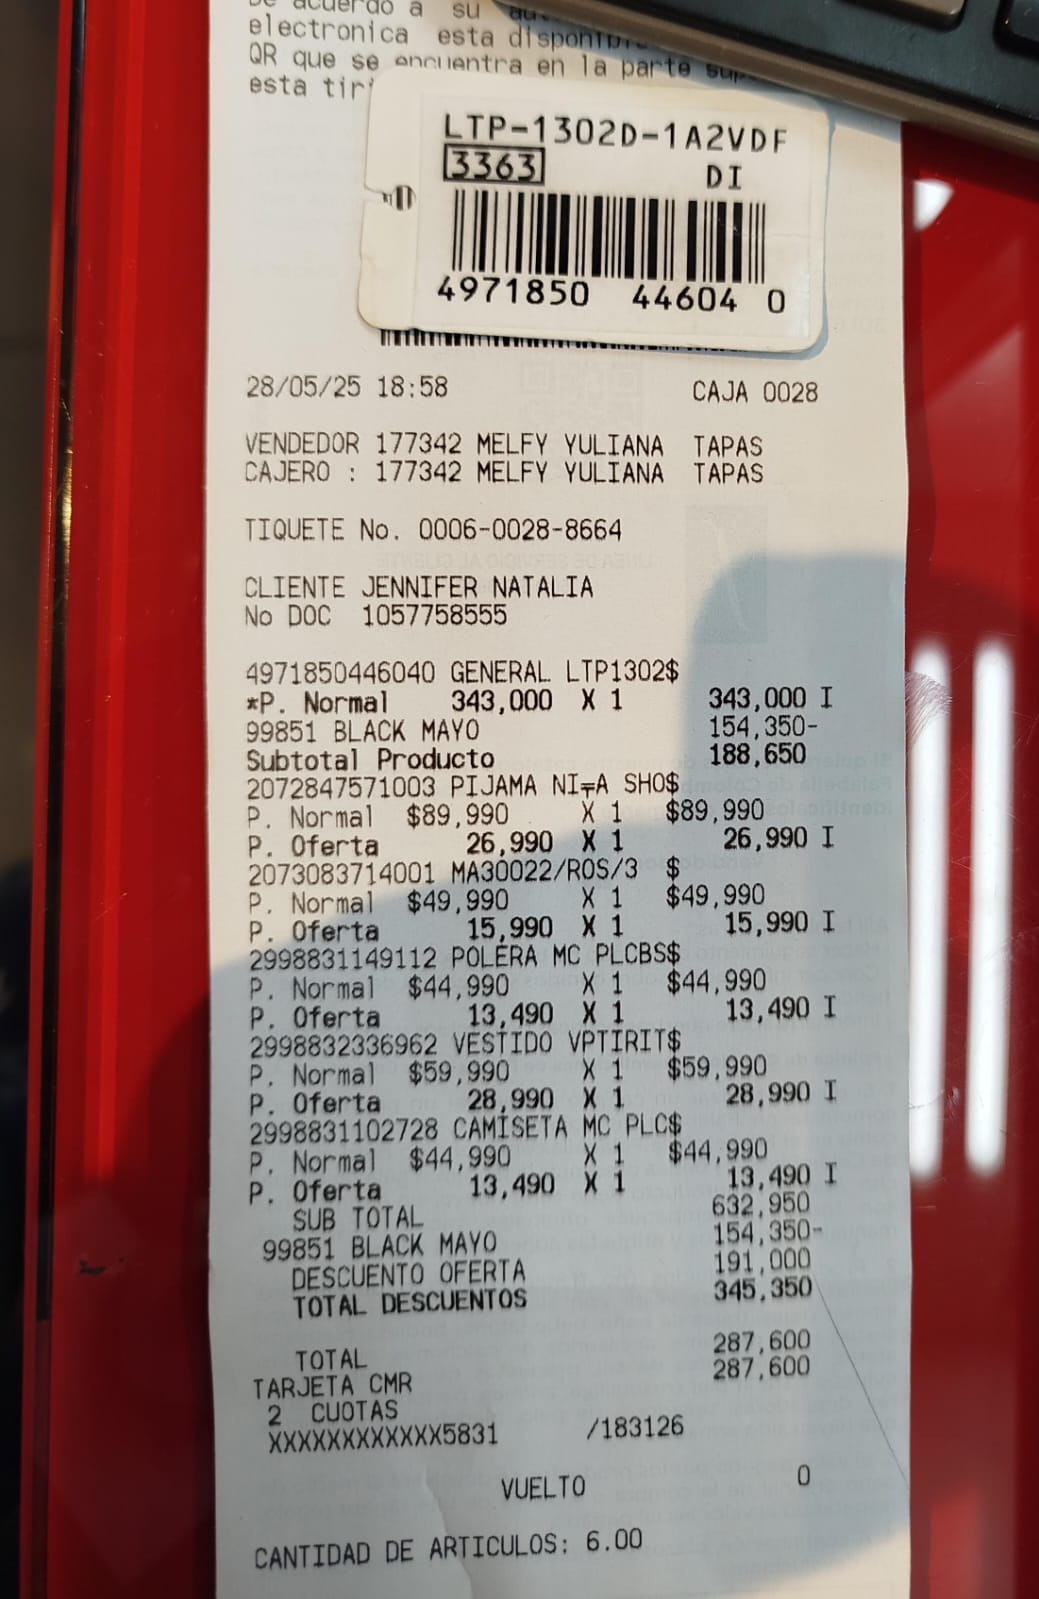 De acuerdo a su
electronica esta disponible
QR que se encuentra en la parte
esta
LTP-1302D-1A2VDF
3363 DI
4971850 44604 0
28/05/25 18:58 CAJA 0028
VENDEDOR 177342 MELFY YULIANA TAPAS
CAJERO : 177342 MELFY YULIANA TAPAS
TIQUETE No. 0006-0028-8664
CLIENTE JENNIFER NATALIA
No DOC 1057758555
4971850446040 GENERAL LTP1302$
*P. Normal 343,000 X 1 343,000 I
99851 BLACK MAYO 154,350-
Subtotal Producto 188,650
2072847571003 PIJAMA NI╤A SHO$
P. Normal $89,990 X 1 $89,990
P. Oferta 26,990 X 1 26,990 I
2073083714001 MA30022/ROS/3 $
P. Normal $49,990 X 1 $49,990
P. Oferta 15,990 X 1 15,990 I
2998831149112 POLERA MC PLCBS$
P. Normal $44,990 X 1 $44,990
P. Oferta 13,490 X 1 13,490 I
2998832336962 VESTIDO VPTIRIT$
P. Normal $59,990 X 1 $59,990
P. Oferta 28,990 X 1 28,990 I
2998831102728 CAMISETA MC PLC$
P. Normal $44,990 X 1 $44,990
P. Oferta 13,490 X 1 13,490 I
SUB TOTAL 632,950
99851 BLACK MAYO 154,350-
DESCUENTO OFERTA 191,000
TOTAL DESCUENTOS 345,350
TOTAL 287,600
TARJETA CMR 287,600
2 CUOTAS
XXXXXXXXXXXX5831 /183126
VUELTO 0
CANTIDAD DE ARTICULOS: 6.00